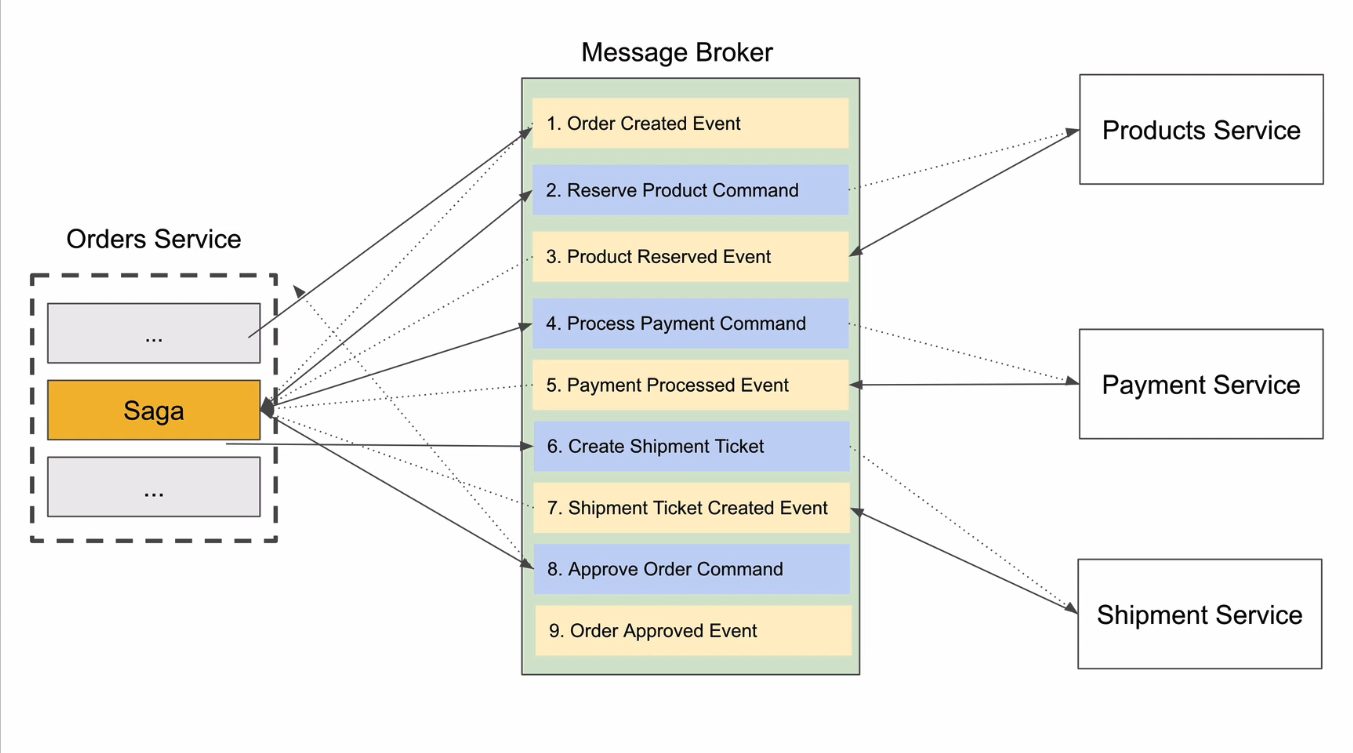 Message Broker
1. Order Created Event
2. Reserve Product Command
3. Product Reserved Event
4. Process Payment Command
5. Payment Processed Event
6. Create Shipment Ticket
7. Shipment Ticket Created Event
8. Approve Order Command
9. Order Approved Event
Orders Service
...
Saga
...
Products Service
Payment Service
Shipment Service